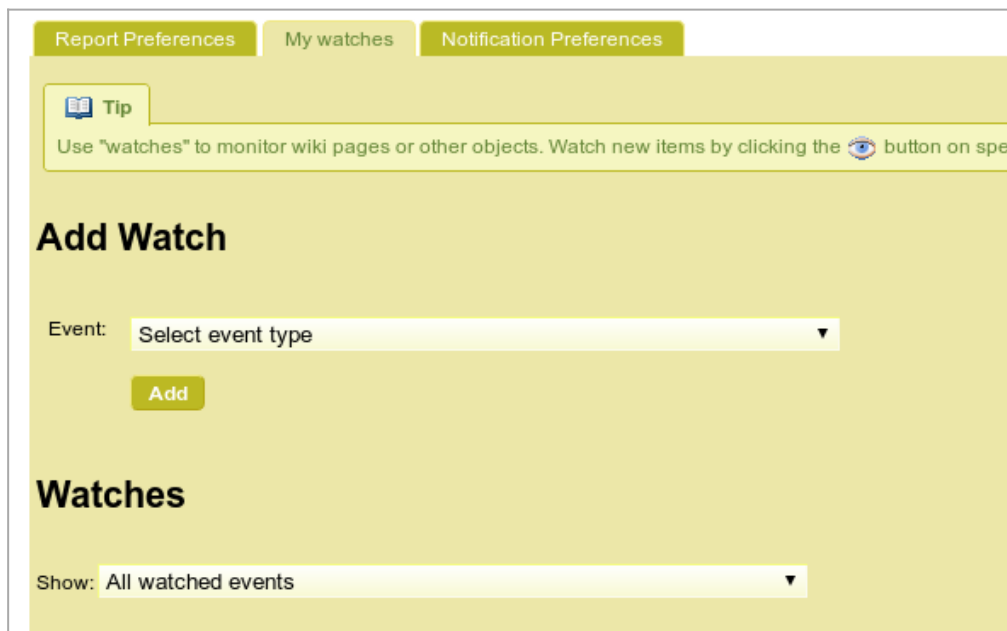 Report Preferences My watches Notification Preferences
Tip
Use "watches" to monitor wiki pages or other objects. Watch new items by clicking the button on
Add Watch
Event: Select event type
Add
Watches
Show: All watched events